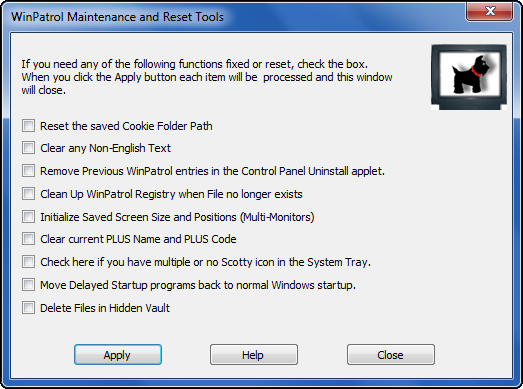 WinPatrol Maintenance and Reset Tools
If you need any of the following functions fixed or reset, check the box.
When you click the Apply button each item will be  processed and this window
will close.
Reset the saved Cookie Folder Path
Clear any Non-English Text
Remove Previous WinPatrol entries in the Control Panel Uninstall applet.
Clean Up WinPatrol Registry when File no longer exists
Initialize Saved Screen Size and Positions (Multi-Monitors)
Clear current PLUS Name and PLUS Code
Check here if you have multiple or no Scotty icon in the System Tray.
Move Delayed Startup programs back to normal Windows startup.
Delete Files in Hidden Vault
Apply
Help
Close